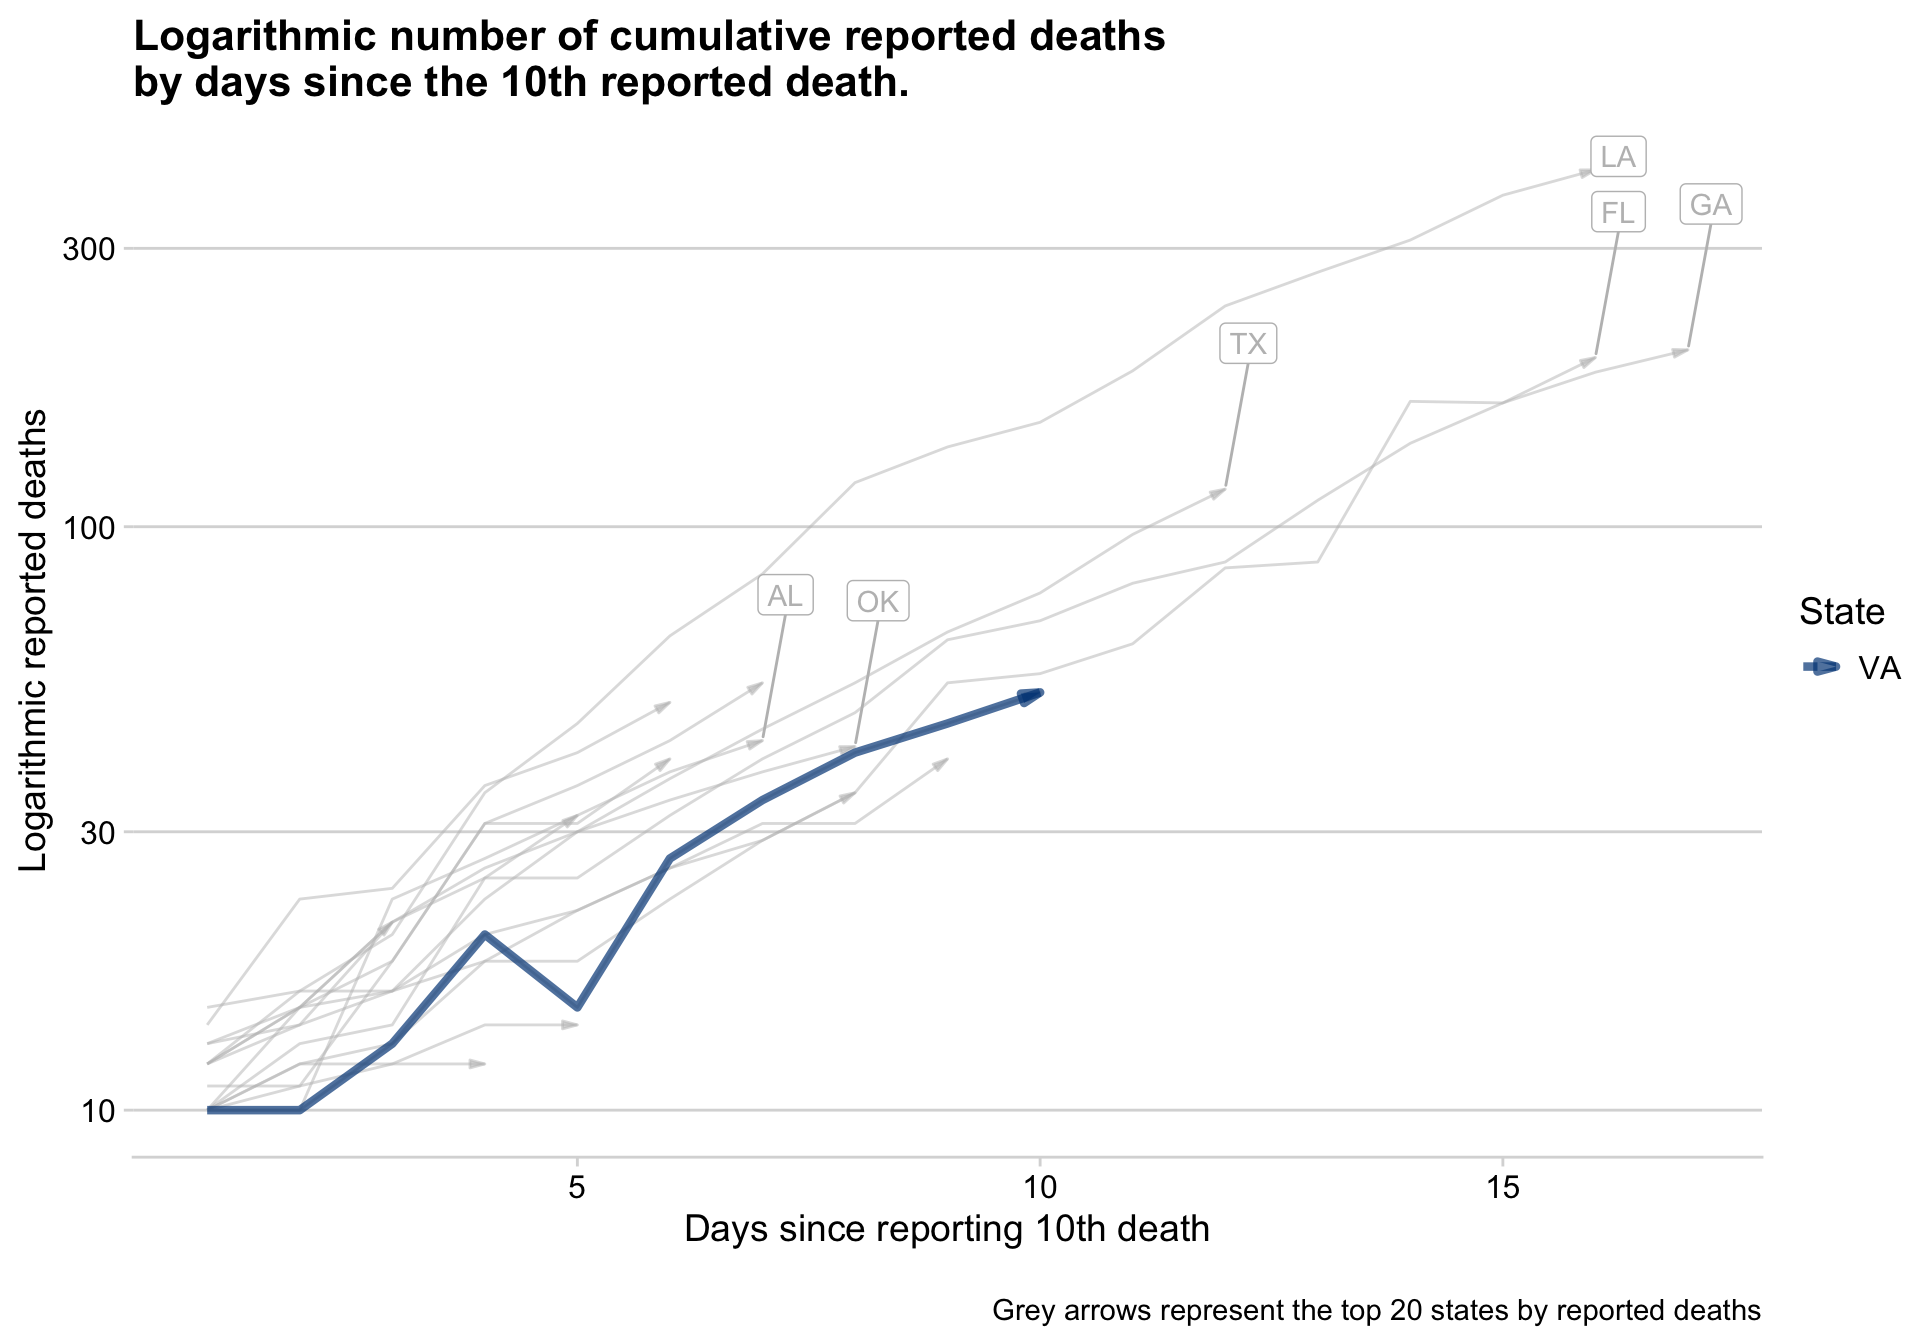 Logarithmic number of cumulative reported deaths
by days since the 10th reported death.
LA
FL
GA
300
TX
100
AL
OK
30
10
Logarithmic reported deaths
State
VA
5
10
15
Days since reporting 10th death
Grey arrows represent the top 20 states by reported deaths